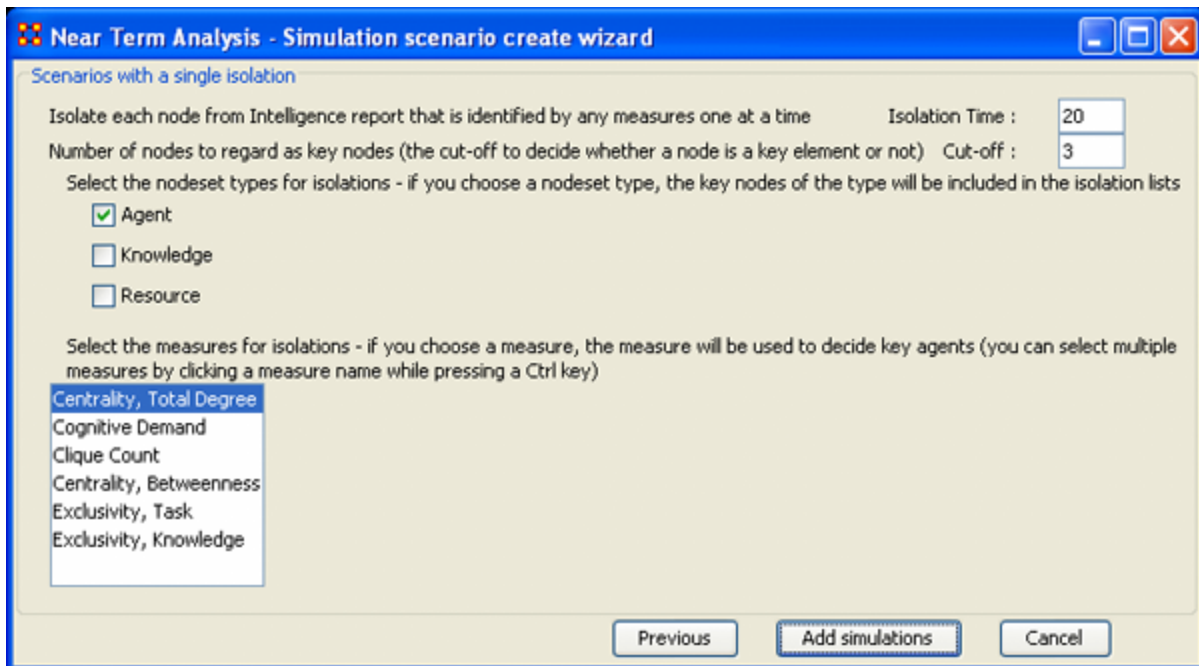 Near Term Analysis - Simulation scenario create wizard
Scenarios with a single isolation
Isolate each node from Intelligence report that is identified by any measures one at a time Isolation Time : 20
Number of nodes to regard as key nodes (the cut-off to decide whether a node is a key element or not) Cut-off : 3
Select the nodeset types for isolations - if you choose a nodeset type, the key nodes of the type will be included in the isolation lists
Agent
Knowledge
Resource
Select the measures for isolations - if you choose a measure, the measure will be used to decide key agents (you can select multiple
measures by clicking a measure name while pressing a Ctrl key)
Centrality, Total Degree
Cognitive Demand
Clique Count
Centrality, Betweenness
Exclusivity, Task
Exclusivity, Knowledge
Previous Add simulations Cancel